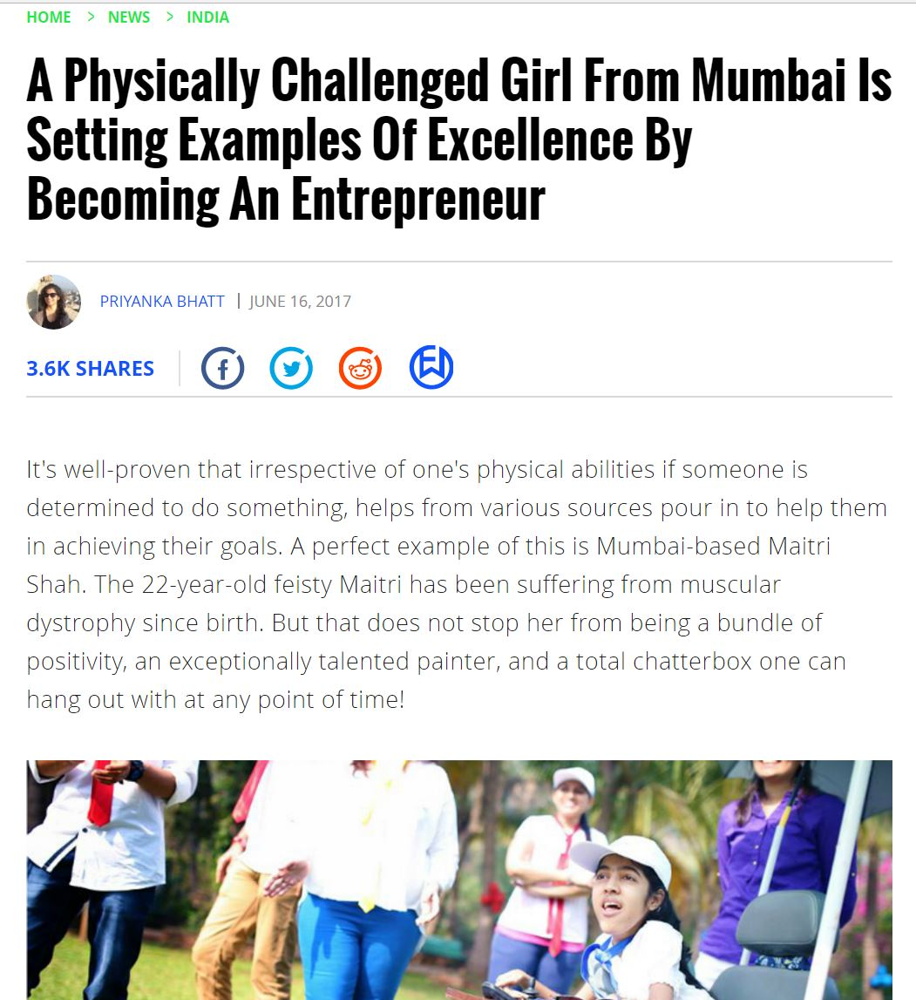 HOME > NEWS > INDIA
A Physically Challenged Girl From Mumbai Is
Setting Examples Of Excellence By
Becoming An Entrepreneur
PRIYANKA BHATT | JUNE 16, 2017
3.6K SHARES
It's well-proven that irrespective of one's physical abilities if someone is
determined to do something, helps from various sources pour in to help them
in achieving their goals. A perfect example of this is Mumbai-based Maitri
Shah. The 22-year-old feisty Maitri has been suffering from muscular
dystrophy since birth. But that does not stop her from being a bundle of
positivity, an exceptionally talented painter, and a total chatterbox one can
hang out with at any point of time!